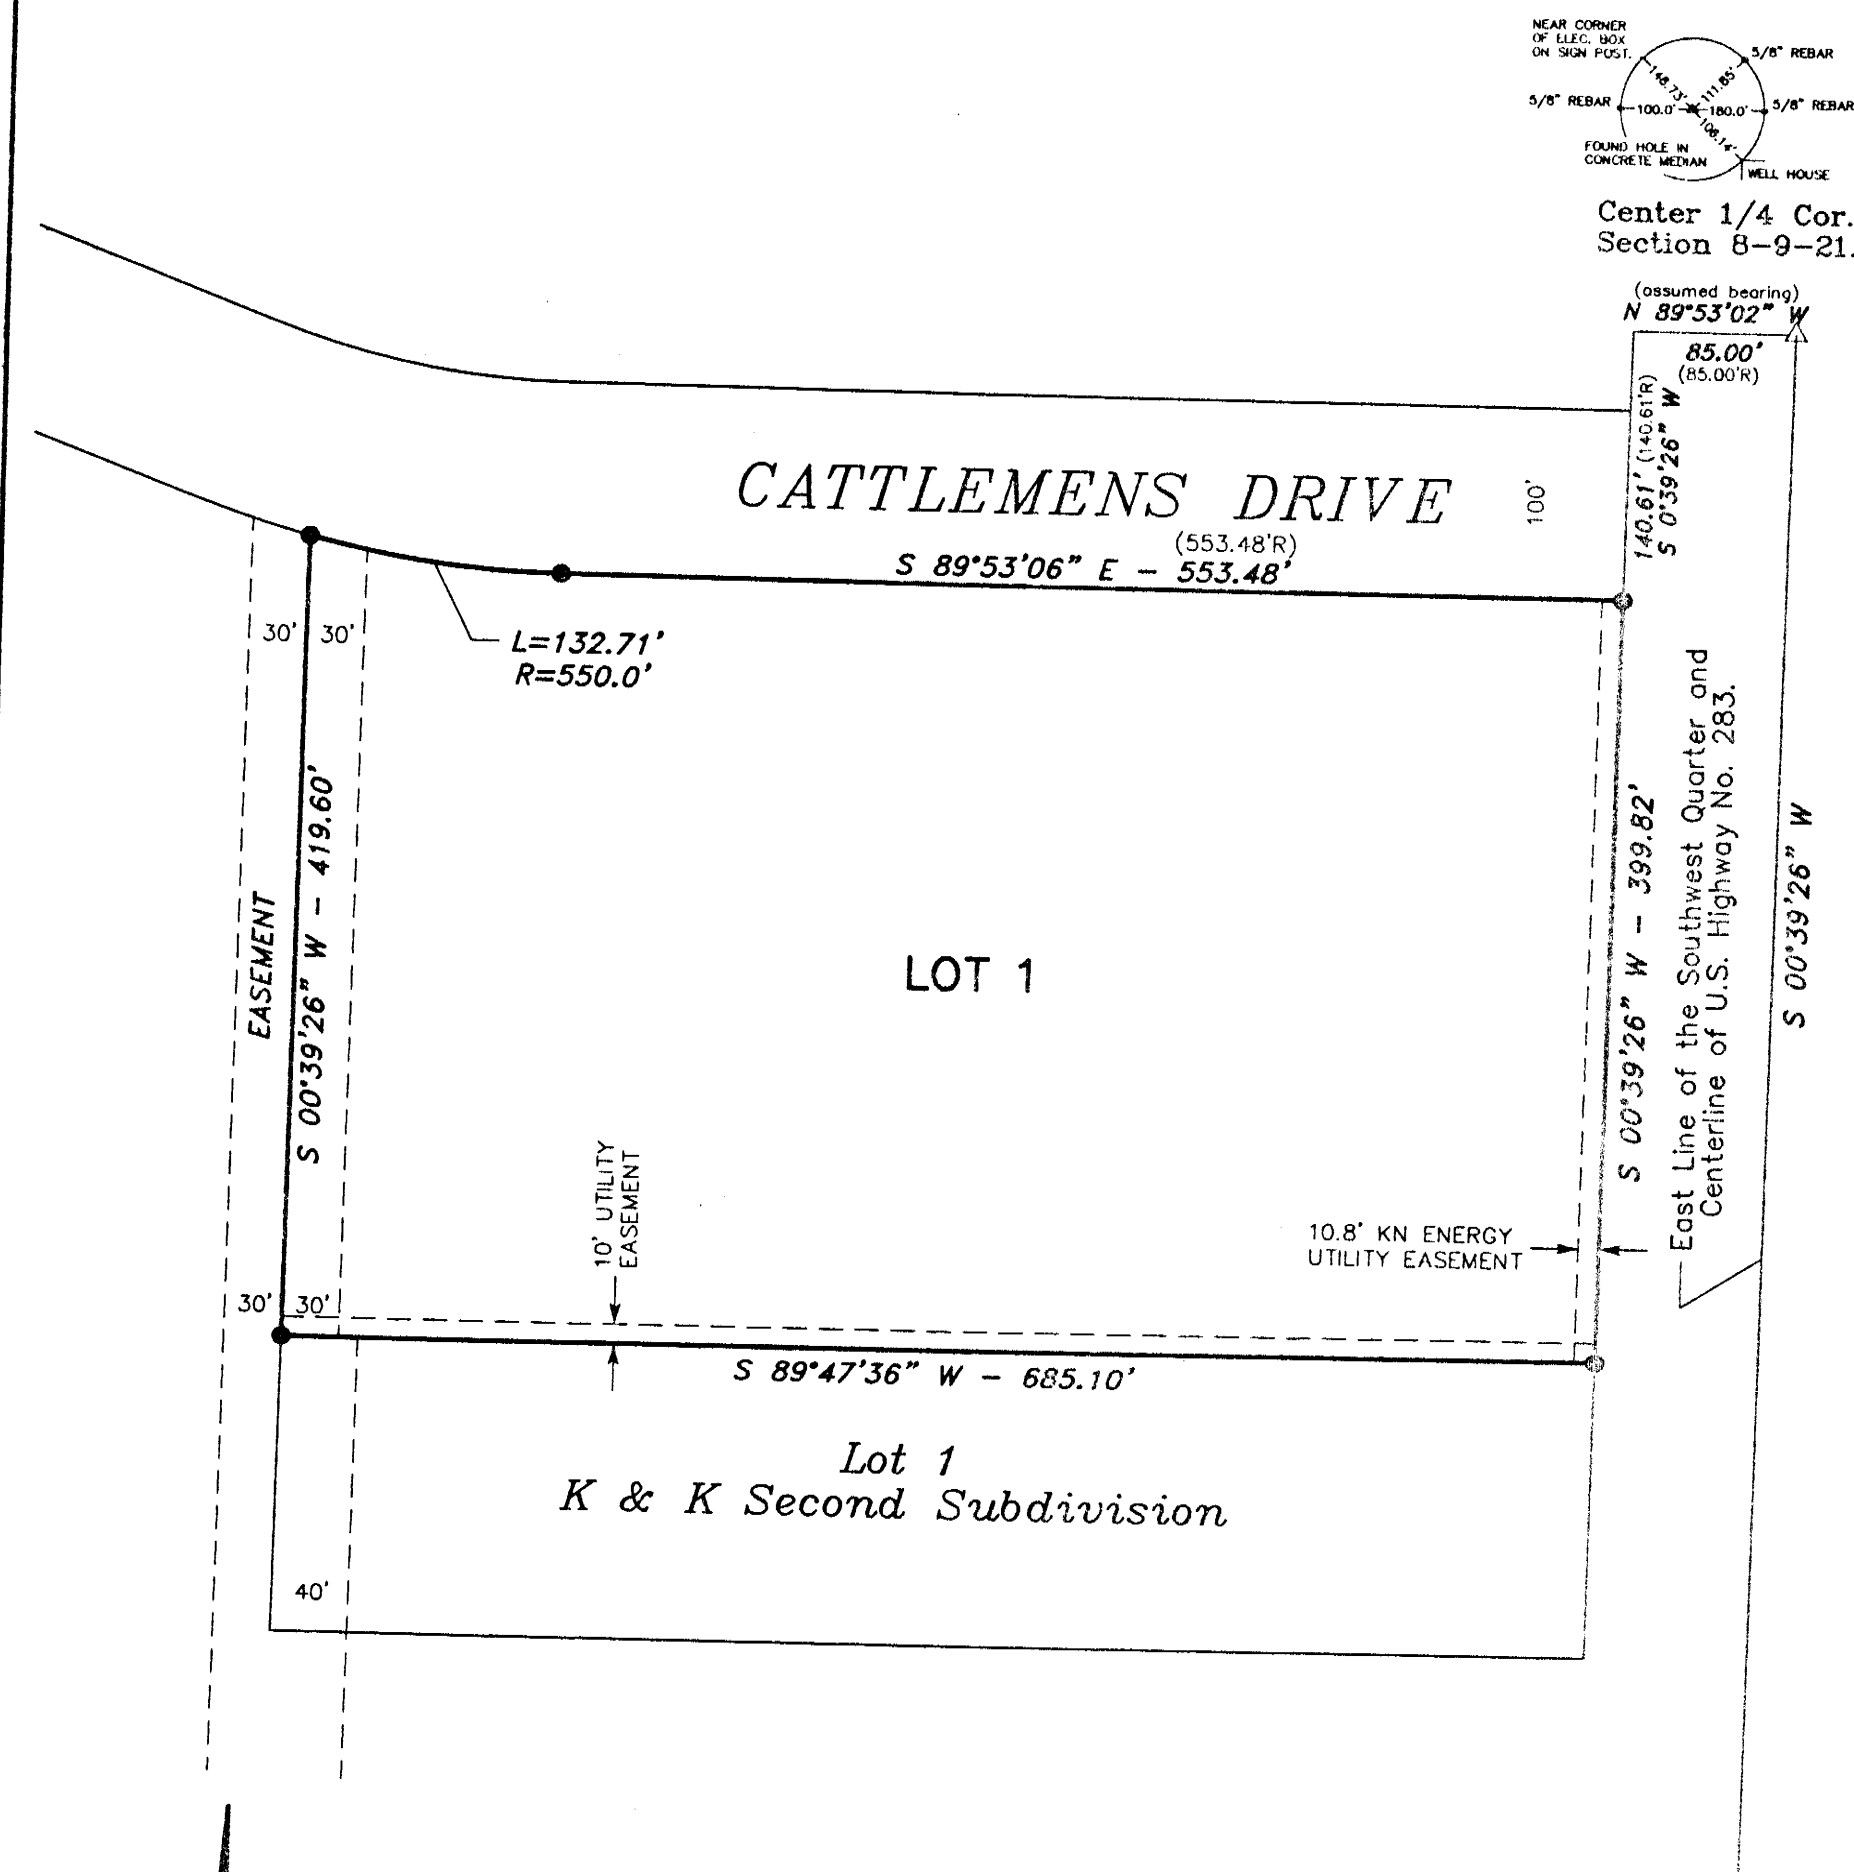 NEAR CORNER
OF ELEC. BOX
ON SIGN POST.
5/8" REBAR
148.73'
111.85'
5/8" REBAR
100.0'
180.0'
5/8" REBAR
108.14'
FOUND HOLE IN
CONCRETE MEDIAN
WELL HOUSE
Center 1/4 Cor.
Section 8-9-21.
(assumed bearing)
N 89°53'02" W
85.00'
(85.00'R)
140.61' (140.61'R)
S 0°39'26" W
CATTLEMENS DRIVE
100'
(553.48'R)
S 89°53'06" E - 553.48'
30'
30'
L=132.71'
R=550.0'
EASEMENT
S 00°39'26" W - 419.60'
LOT 1
S 00°39'26" W - 399.82'
East Line of the Southwest Quarter and
Centerline of U.S. Highway No. 283.
S 00°39'26" W
10' UTILITY
EASEMENT
10.8' KN ENERGY
UTILITY EASEMENT
30'
30'
S 89°47'36" W - 685.10'
Lot 1
K & K Second Subdivision
40'